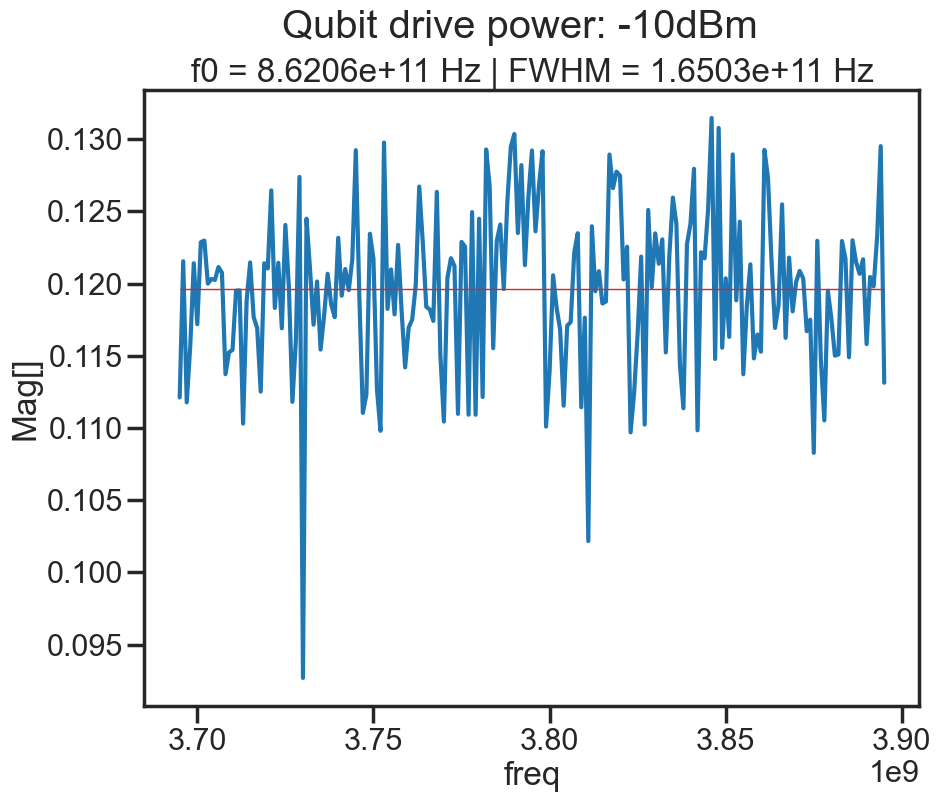 Qubit drive power: -10dBm
f0 = 8.6206e+11 Hz | FWHM = 1.6503e+11 Hz
Mag[]
0.130
0.125
0.120
0.115
0.110
0.105
0.100
0.095
3.70 3.75 3.80 3.85 3.90
1e9
freq